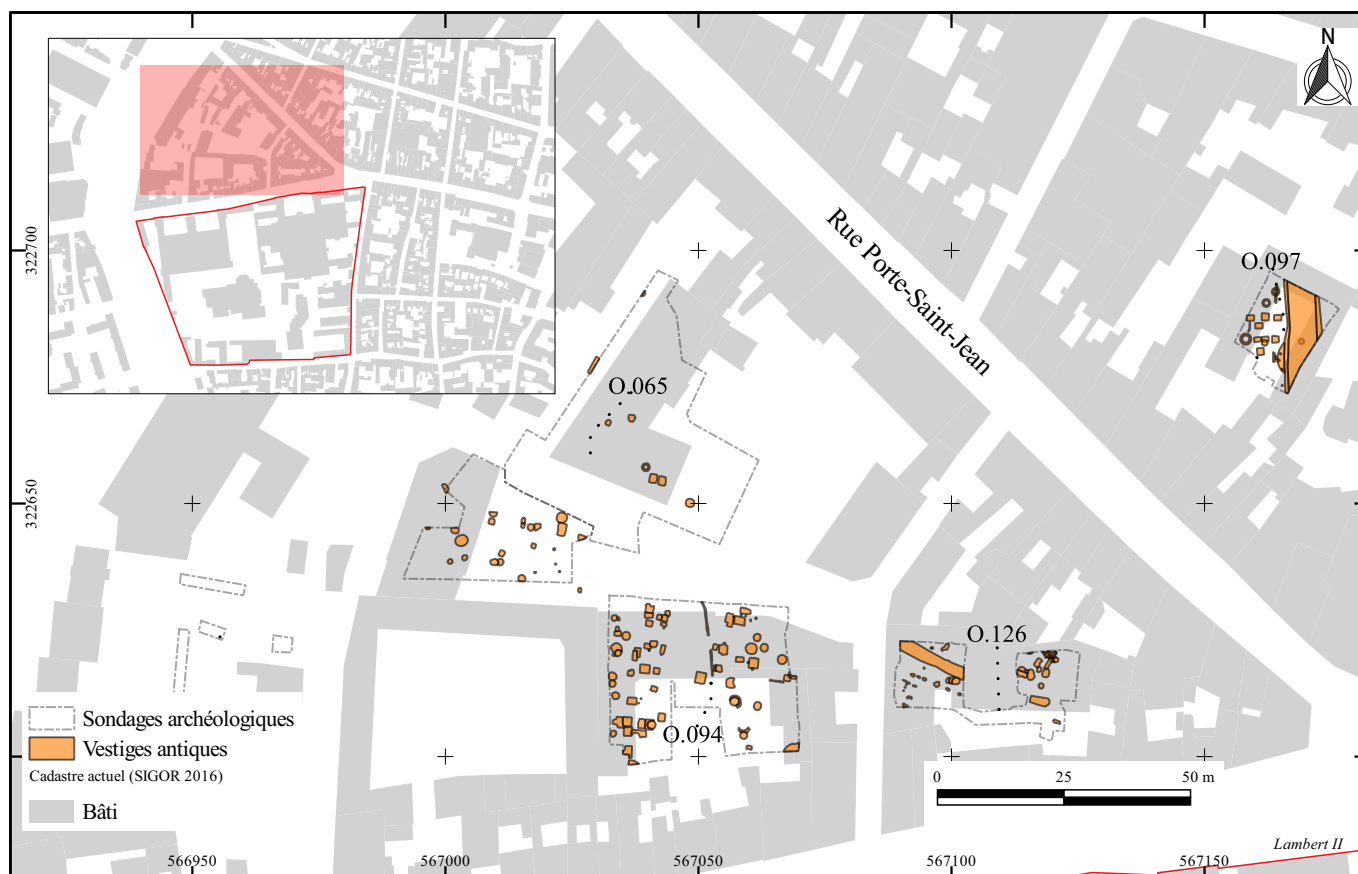 N
322700
322650
Rue Porte-Saint-Jean
O.097
O.065
O.126
O.094
Sondages archéologiques
Vestiges antiques
Cadastre actuel (SIGOR 2016)
Bâti
0 25 50 m
Lambert II
566950 567000 567050 567100 567150